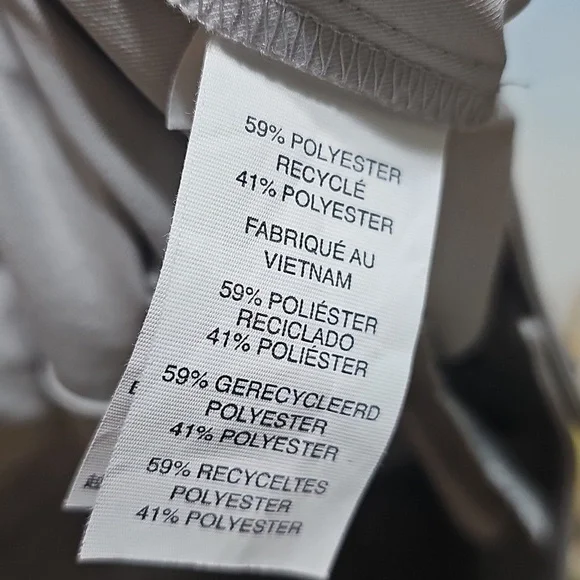 59% POLYESTER
RECYCLÉ
41% POLYESTER
FABRIQUÉ AU
VIETNAM
59% POLIÉSTER
RECICLADO
41% POLIÉSTER
59% GERECYCLEERD
POLYESTER
41% POLYESTER
59% RECYCELTES
POLYESTER
41% POLYESTER